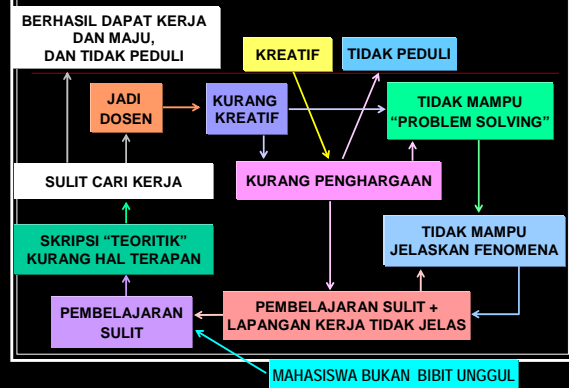 BERHASIL DAPAT KERJA
DAN MAJU,
DAN TIDAK PEDULI
KREATIF
TIDAK PEDULI
JADI
DOSEN
KURANG
KREATIF
TIDAK MAMPU
“PROBLEM SOLVING”
SULIT CARI KERJA
KURANG PENGHARGAAN
SKRIPSI “TEORITIK”
KURANG HAL TERAPAN
TIDAK MAMPU
JELASKAN FENOMENA
PEMBELAJARAN
SULIT
PEMBELAJARAN SULIT +
LAPANGAN KERJA TIDAK JELAS
MAHASISWA BUKAN BIBIT UNGGUL